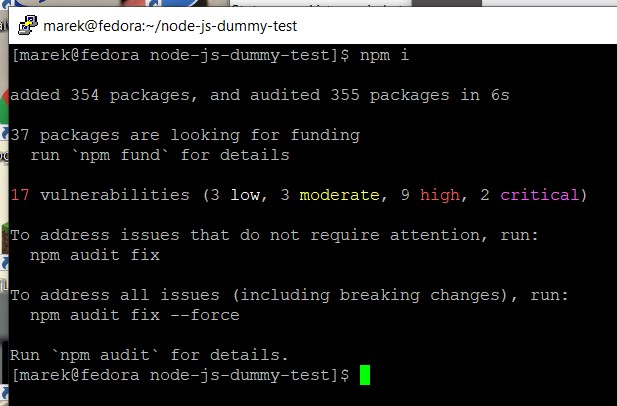 marek@fedora:~/node-js-dummy-test
[marek@fedora node-js-dummy-test]$ npm i
added 354 packages, and audited 355 packages in 6s
37 packages are looking for funding
run `npm fund` for details
17 vulnerabilities (3 low, 3 moderate, 9 high, 2 critical)
To address issues that do not require attention, run:
npm audit fix
To address all issues (including breaking changes), run:
npm audit fix --force
Run `npm audit` for details.
[marek@fedora node-js-dummy-test]$